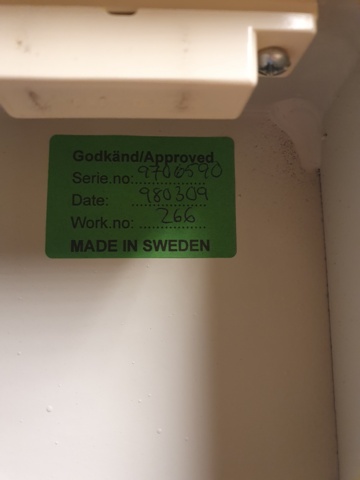 Godkänd/Approved
Serie.no: 9706590
Date: 980309
Work.no: 266
MADE IN SWEDEN